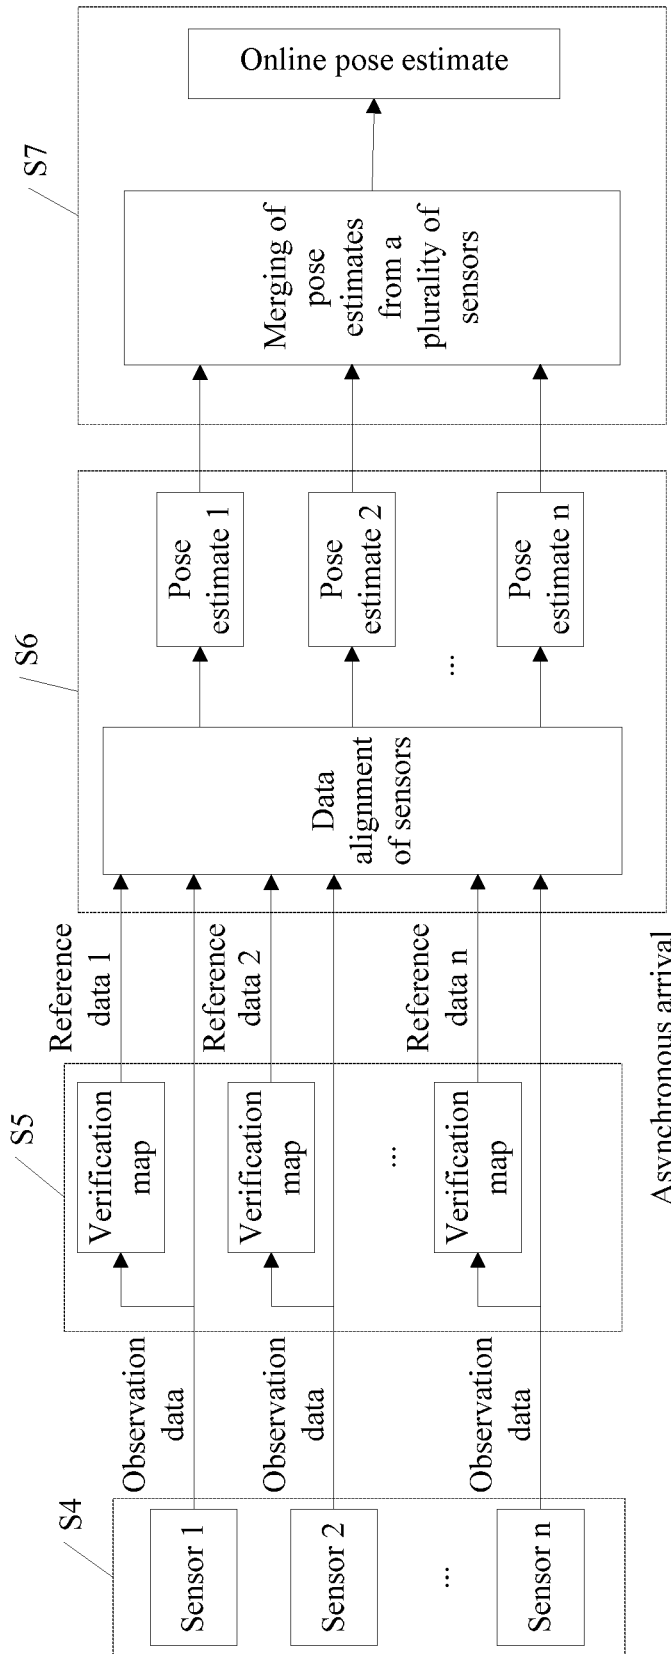 S4
Sensor 1
Sensor 2
...
Sensor n
Observation
data
Observation
data
Observation
data
S5
Verification
map
Verification
map
...
Verification
map
Reference
data 1
Reference
data 2
Reference
data n
Asynchronous arrival
S6
Data
alignment
of sensors
Pose
estimate 1
Pose
estimate 2
...
Pose
estimate n
S7
Merging of
pose
estimates
from a
plurality of
sensors
Online pose estimate